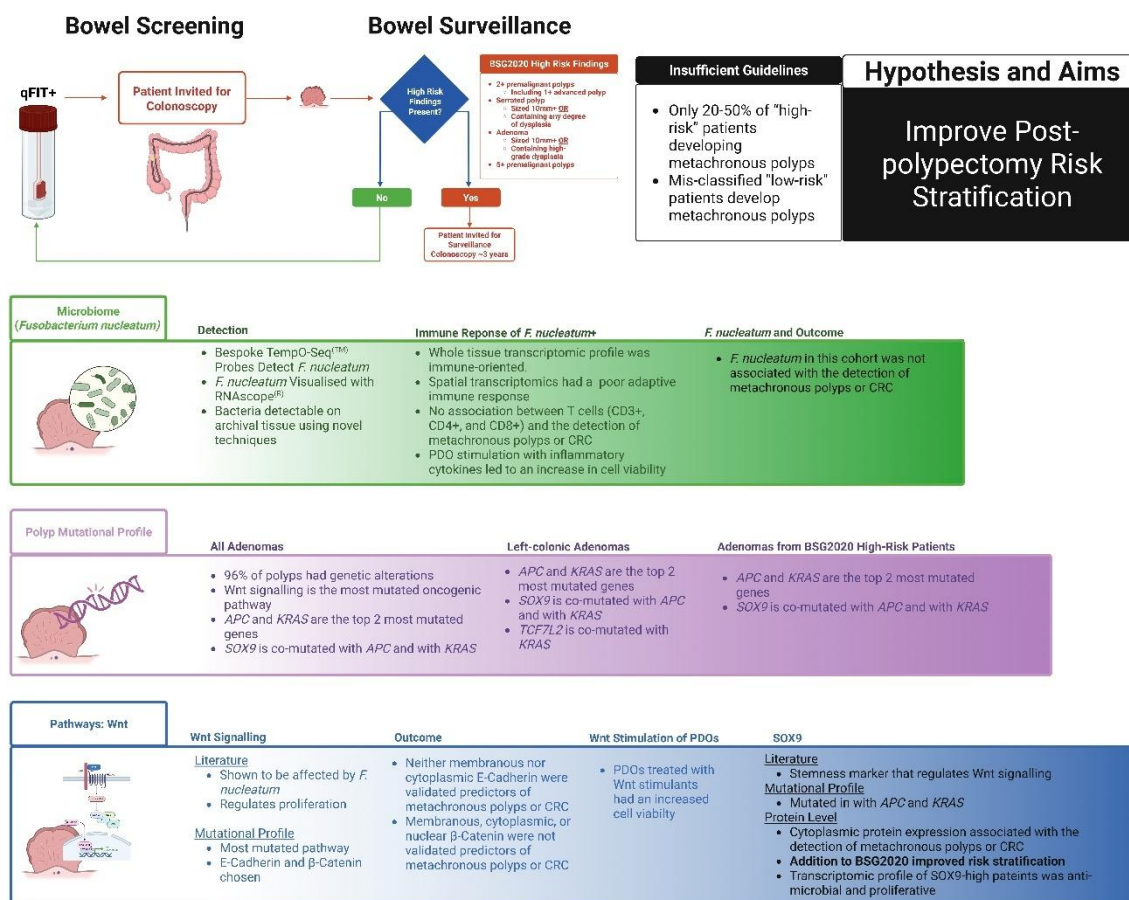 Bowel Screening
Bowel Surveillance
qFIT+
Patient Invited for
Colonoscopy
High Risk
Findings
Present?
BSG2020 High Risk Findings
• 2+ premalignant polyps
○ Including 1+ advanced polyp
• Serrated polyp
○ Sized 10mm+ OR
○ Containing any degree
of dysplasia
• Adenoma
○ Sized 10mm+ OR
○ Containing high-
grade dysplasia
• 5+ premalignant polyps
No
Yes
Patient Invited for
Surveillance
Colonoscopy ~3 years
Insufficient Guidelines
• Only 20-50% of "high-
risk" patients
developing
metachronous polyps
• Mis-classified "low-risk"
patients develop
metachronous polyps
Hypothesis and Aims
Improve Post-
polypectomy Risk
Stratification
Microbiome
(Fusobacterium nucleatum)
Detection
• Bespoke TempO-Seq(TM)
Probes Detect F. nucleatum
• F. nucleatum Visualised with
RNAscope(R)
• Bacteria detectable on
archival tissue using novel
techniques
Immune Reponse of F. nucleatum+
• Whole tissue transcriptomic profile was
immune-oriented.
• Spatial transcriptomics had a poor adaptive
immune response
• No association between T cells (CD3+,
CD4+, and CD8+) and the detection of
metachronous polyps or CRC
• PDO stimulation with inflammatory
cytokines led to an increase in cell viability
F. nucleatum and Outcome
• F. nucleatum in this cohort was not
associated with the detection of
metachronous polyps or CRC
Polyp Mutational Profile
All Adenomas
• 96% of polyps had genetic alterations
• Wnt signalling is the most mutated oncogenic
pathway
• APC and KRAS are the top 2 most mutated
genes
• SOX9 is co-mutated with APC and with KRAS
Left-colonic Adenomas
• APC and KRAS are the top 2
most mutated genes
• SOX9 is co-mutated with APC
and with KRAS
• TCF7L2 is co-mutated with
KRAS
Adenomas from BSG2020 High-Risk Patients
• APC and KRAS are the top 2 most mutated
genes
• SOX9 is co-mutated with APC and with KRAS
Pathways: Wnt
Wnt Signalling
Literature
• Shown to be affected by F.
nucleatum
• Regulates proliferation
Mutational Profile
• Most mutated pathway
• E-Cadherin and β-Catenin
chosen
Outcome
• Neither membranous nor
cytoplasmic E-Cadherin were
validated predictors of
metachronous polyps or CRC
• Membranous, cytoplasmic, or
nuclear β-Catenin were not
validated predictors of
metachronous polyps or CRC
Wnt Stimulation of PDOs
• PDOs treated with
Wnt stimulants
had an increased
cell viabilty
SOX9
Literature
• Stemness marker that regulates Wnt signalling
Mutational Profile
• Mutated in with APC and KRAS
Protein Level
• Cytoplasmic protein expression associated with the
detection of metachronous polyps or CRC
• Addition to BSG2020 improved risk stratification
• Transcriptomic profile of SOX9-high pateints was anti-
microbial and proliferative